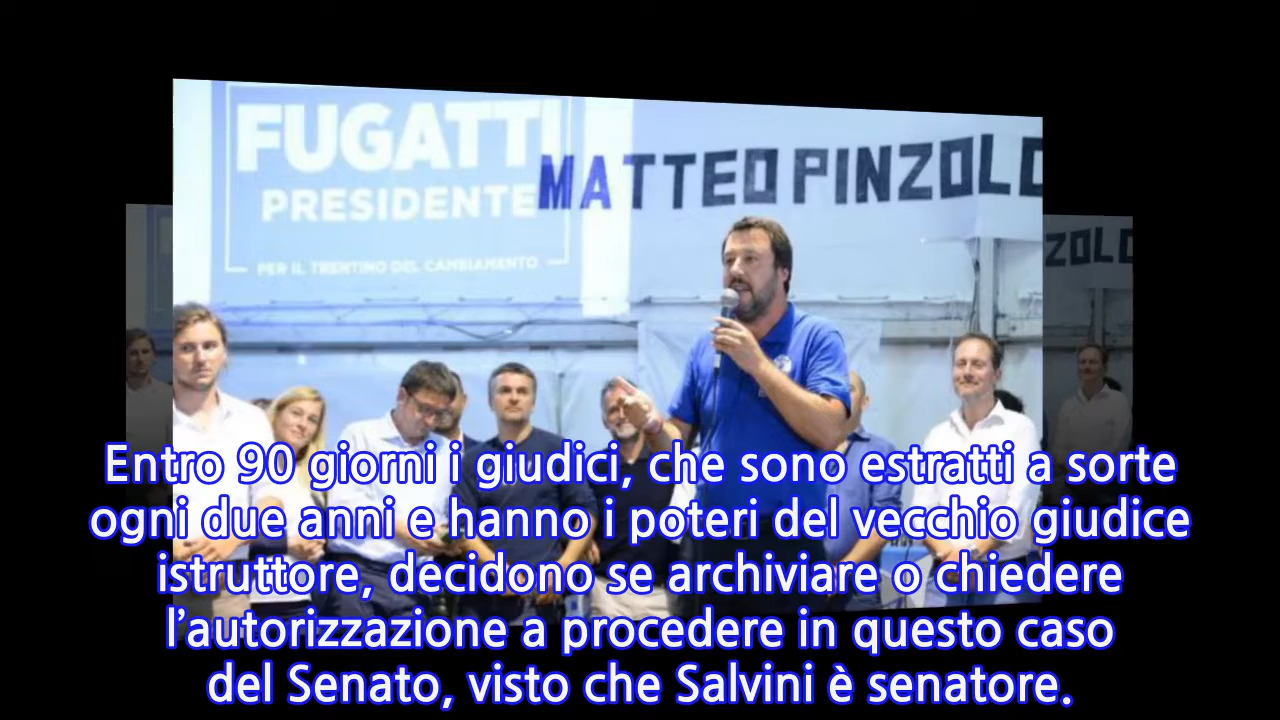 FUGATTI
PRESIDENTE
PER IL TRENTINO DEL CAMBIAMENTO
MATTEO PINZOLO
ZOLO
Entro 90 giorni i giudici, che sono estratti a sorte
ogni due anni e hanno i poteri del vecchio giudice
istruttore, decidono se archiviare o chiedere
l’autorizzazione a procedere in questo caso
del Senato, visto che Salvini è senatore.